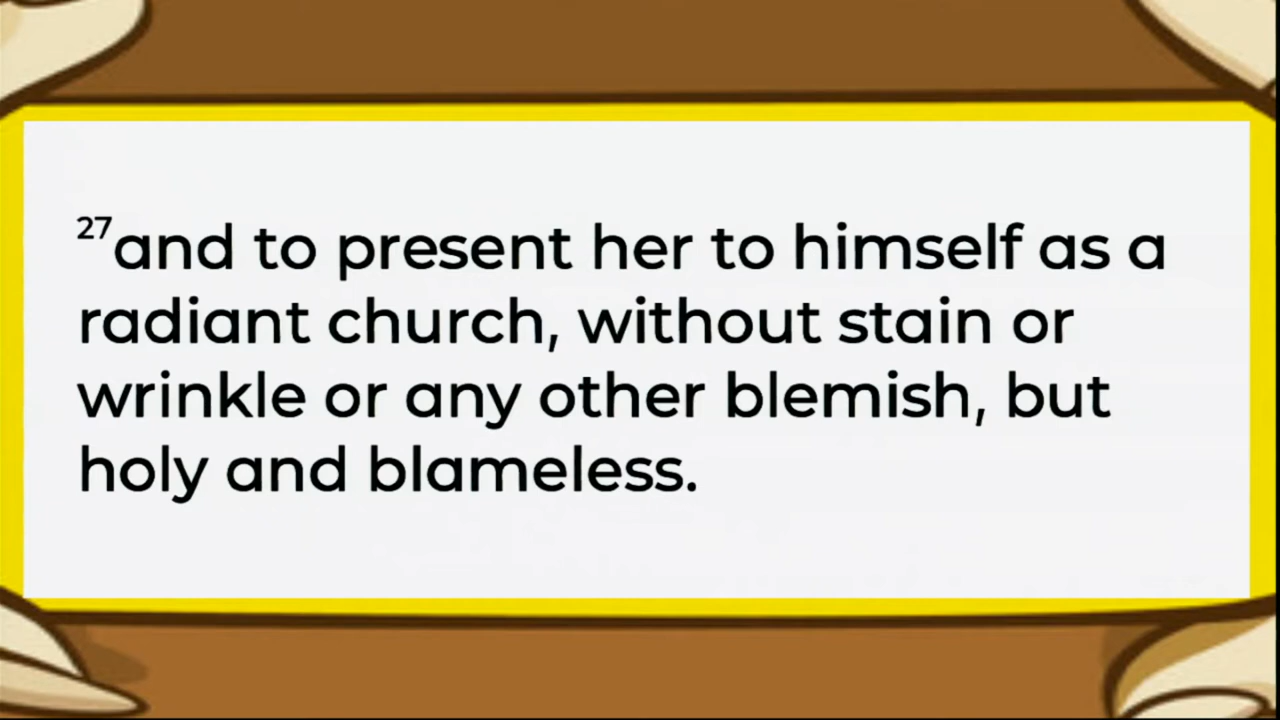 27and to present her to himself as a
radiant church, without stain or
wrinkle or any other blemish, but
holy and blameless.